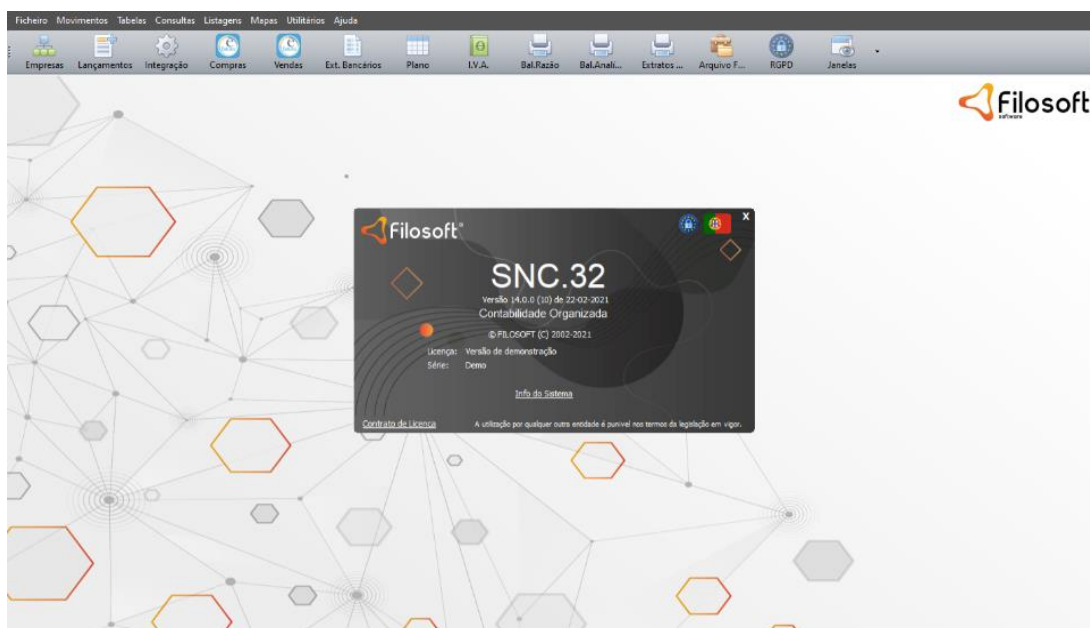 Ficheiro Movimentos Tabelas Consultas Listagens Mapas Utilitários Ajuda
Empresas Lançamentos Integração Compras Vendas Ext. Bancários Plano I.V.A. Bal.Razão Bal.Analí... Extratos ... Arquivo F... RGPD Janelas
Filosoft
software
Filosoft®
X
SNC.32
Versão 14.0.0 (10) de 22-02-2021
Contabilidade Organizada
© FILOSOFT (C) 2002-2021
Licença: Versão de demonstração
Série: Demo
Info do Sistema
Contrato de Licença A utilização por qualquer outra entidade é punivel nos termos da legislação em vigor.